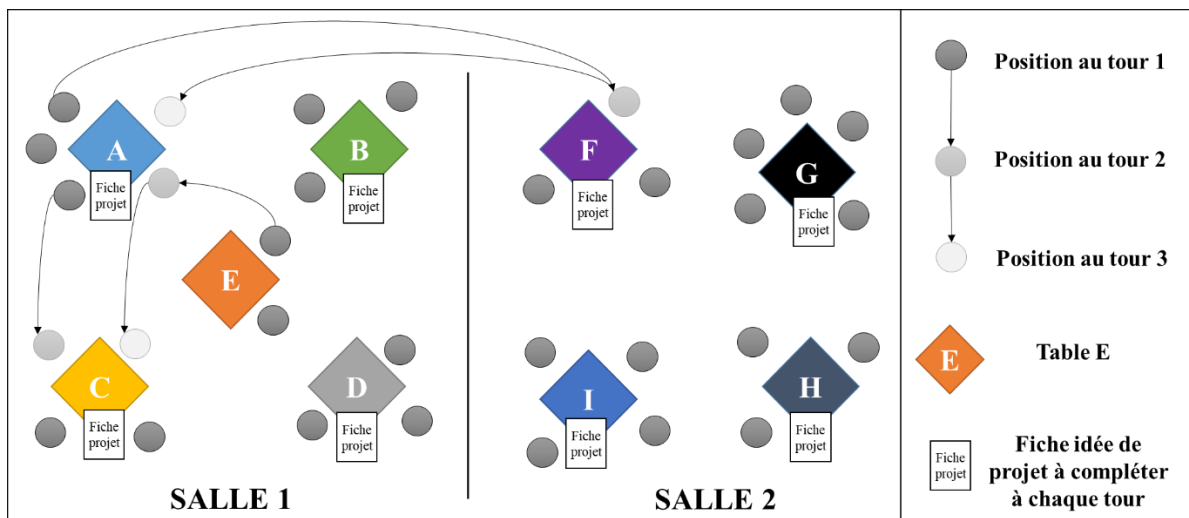 A
Fiche
projet
B
Fiche
projet
E
C
Fiche
projet
D
Fiche
projet
SALLE 1
F
Fiche
projet
G
Fiche
projet
I
Fiche
projet
H
Fiche
projet
SALLE 2
Position au tour 1
Position au tour 2
Position au tour 3
E
Table E
Fiche
projet
Fiche idée de
projet à compléter
à chaque tour